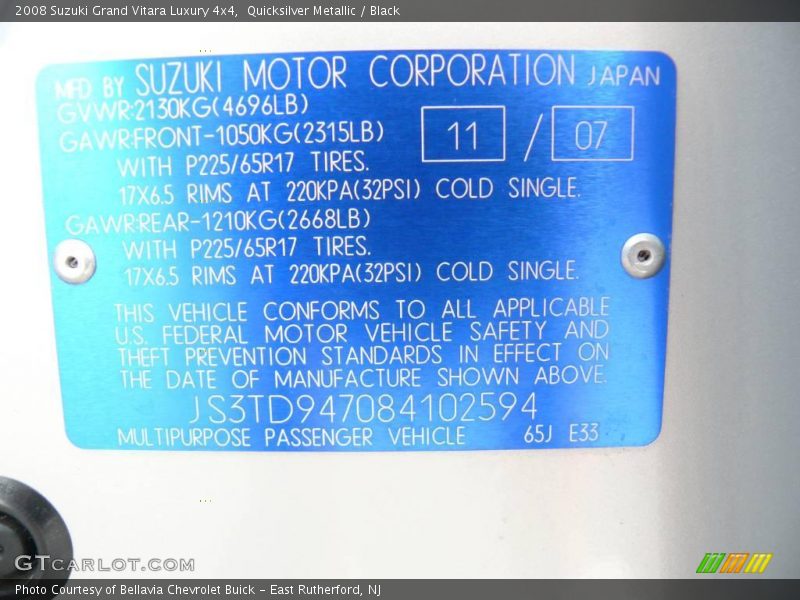 2008 Suzuki Grand Vitara Luxury 4x4,  Quicksilver Metallic / Black
MFD BY SUZUKI MOTOR CORPORATION JAPAN
GVWR:2130KG(4696LB)
GAWR:FRONT-1050KG(2315LB) 11 / 07
WITH P225/65R17 TIRES.
17X6.5 RIMS AT 220KPA(32PSI) COLD SINGLE.
GAWR:REAR-1210KG(2668LB)
WITH P225/65R17 TIRES.
17X6.5 RIMS AT 220KPA(32PSI) COLD SINGLE.
THIS VEHICLE CONFORMS TO ALL APPLICABLE
U.S. FEDERAL MOTOR VEHICLE SAFETY AND
THEFT PREVENTION STANDARDS IN EFFECT ON
THE DATE OF MANUFACTURE SHOWN ABOVE.
JS3TD947084102594
MULTIPURPOSE PASSENGER VEHICLE 65J E33
GTCARLOT.COM
Photo Courtesy of Bellavia Chevrolet Buick - East Rutherford, NJ